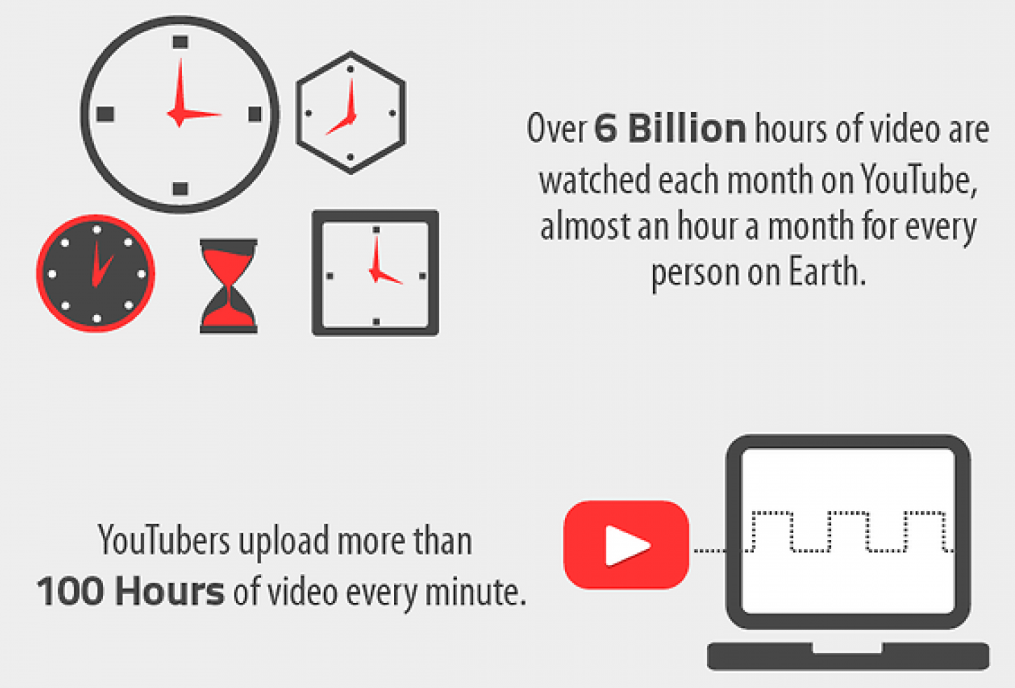 Over 6 Billion hours of video are
watched each month on YouTube,
almost an hour a month for every
person on Earth.
YouTubers upload more than
100 Hours of video every minute.